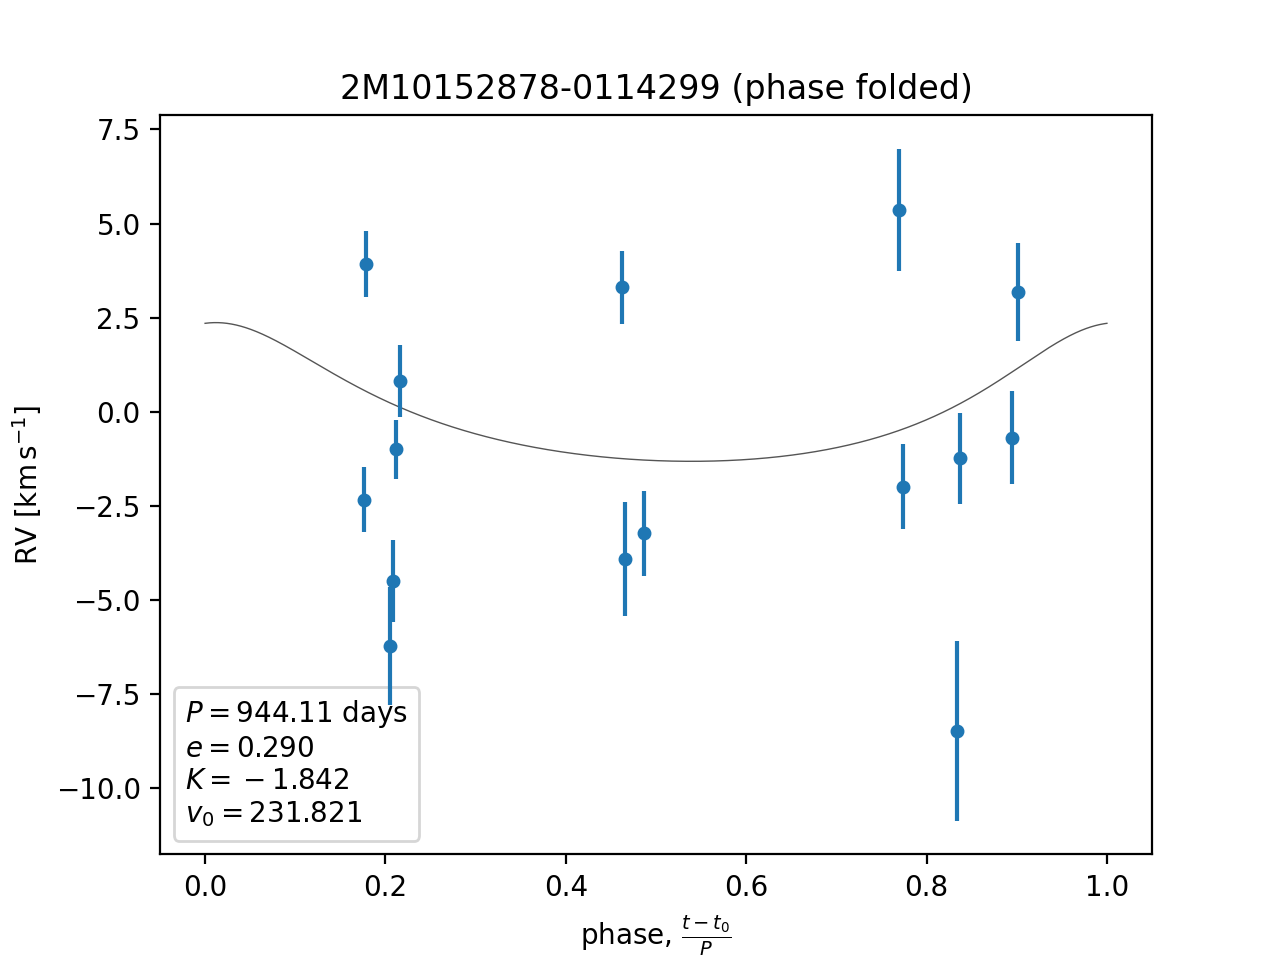 2M10152878-0114299 (phase folded)
RV [km s⁻¹]
7.5
5.0
2.5
0.0
−2.5
−5.0
−7.5
−10.0
P = 944.11 days
e = 0.290
K = −1.842
v₀ = 231.821
0.0 0.2 0.4 0.6 0.8 1.0
phase, (t − t₀)/P